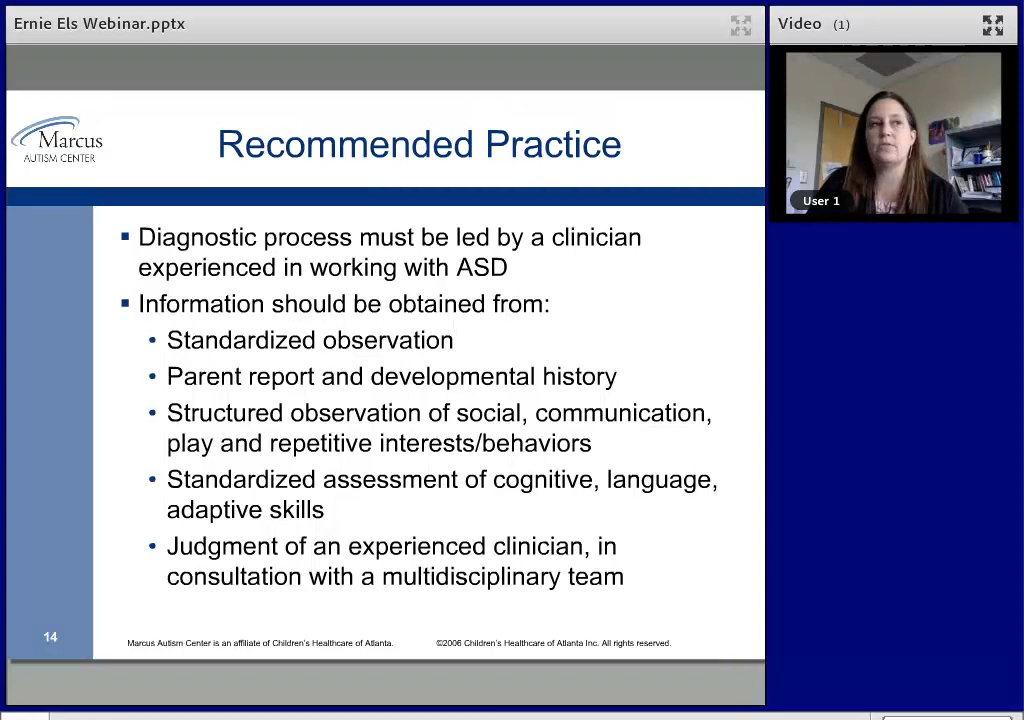 Ernie Els Webinar.pptx
Video (1)
User 1
Marcus
AUTISM CENTER
Recommended Practice
▪ Diagnostic process must be led by a clinician
experienced in working with ASD
▪ Information should be obtained from:
• Standardized observation
• Parent report and developmental history
• Structured observation of social, communication,
play and repetitive interests/behaviors
• Standardized assessment of cognitive, language,
adaptive skills
• Judgment of an experienced clinician, in
consultation with a multidisciplinary team
14
Marcus Autism Center is an affiliate of Children's Healthcare of Atlanta.
©2006 Children's Healthcare of Atlanta Inc. All rights reserved.